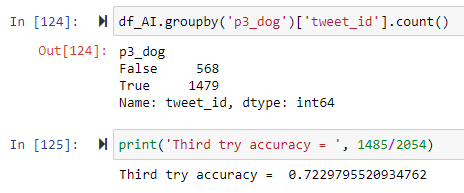 In [124]: df_AI.groupby('p3_dog')['tweet_id'].count()
Out[124]: p3_dog
False 568
True 1479
Name: tweet_id, dtype: int64
In [125]: print('Third try accuracy = ', 1485/2054)
Third try accuracy =  0.7229795520934762